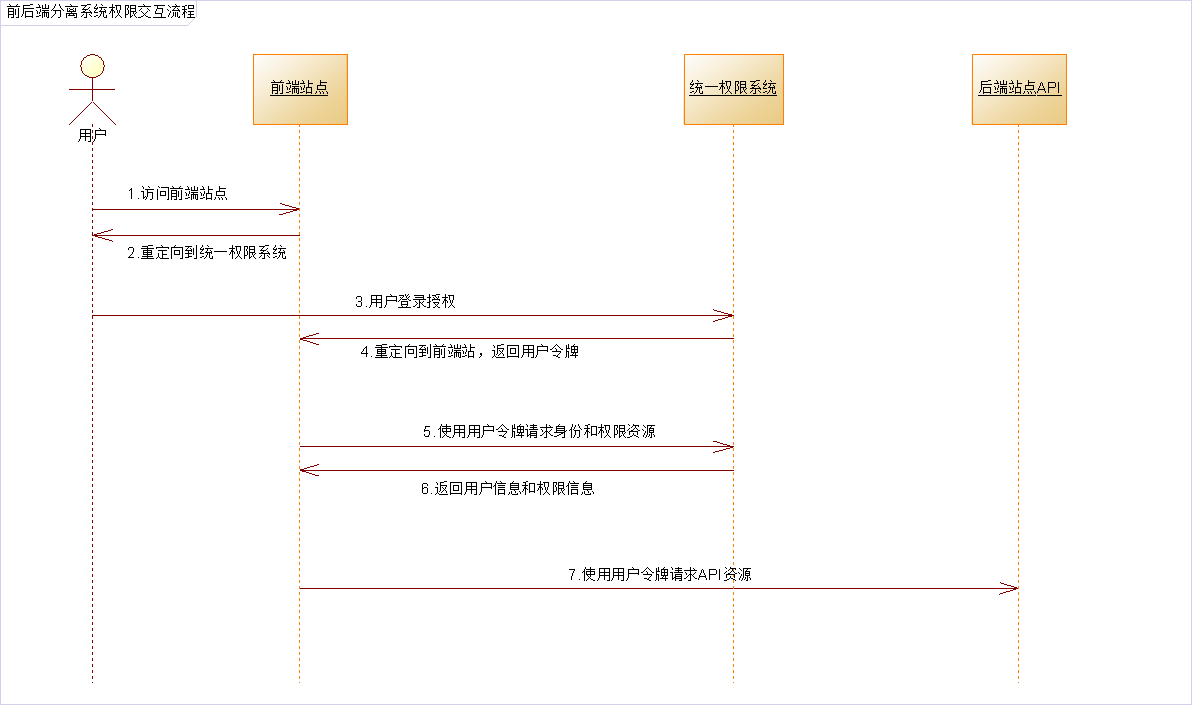 前后端分离系统权限交互流程
用户
前端站点
统一权限系统
后端站点API
1.访问前端站点
2.重定向到统一权限系统
3.用户登录授权
4.重定向到前端站，返回用户令牌
5.使用用户令牌请求身份和权限资源
6.返回用户信息和权限信息
7.使用用户令牌请求API资源